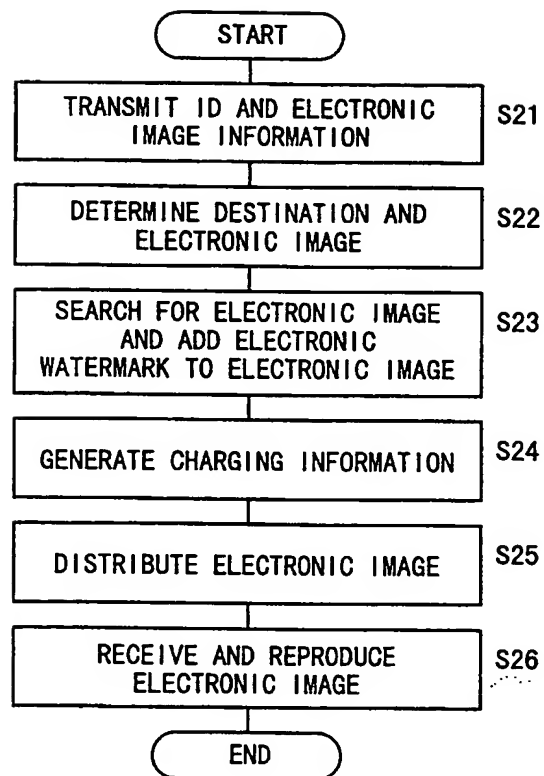 START
TRANSMIT ID AND ELECTRONIC
IMAGE INFORMATION
S21
DETERMINE DESTINATION AND
ELECTRONIC IMAGE
S22
SEARCH FOR ELECTRONIC IMAGE
AND ADD ELECTRONIC
WATERMARK TO ELECTRONIC IMAGE
S23
GENERATE CHARGING INFORMATION
S24
DISTRIBUTE ELECTRONIC IMAGE
S25
RECEIVE AND REPRODUCE
ELECTRONIC IMAGE
S26
END